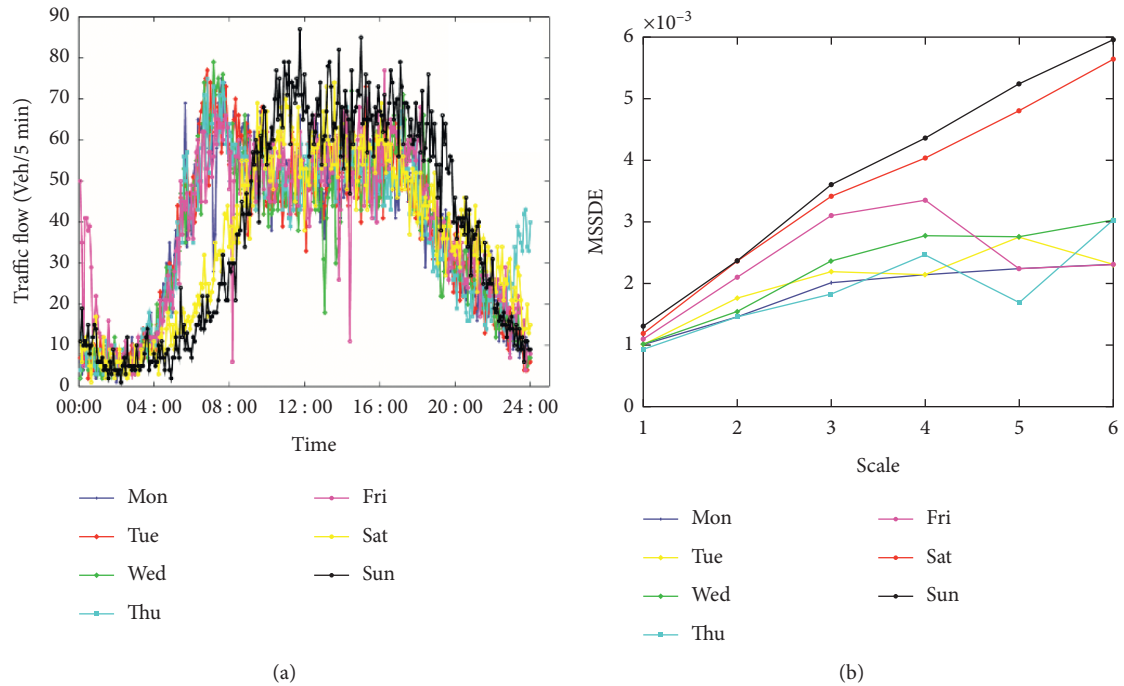 90
80
70
60
50
40
30
20
10
0
Traffic flow (Veh/5 min)
00:00 04 : 00 08 : 00 12 : 00 16 : 00 20 : 00 24 : 00
Time
Mon
Tue
Wed
Thu
Fri
Sat
Sun
(a)
×10−3
6
5
4
3
2
1
0
MSSDE
1 2 3 4 5 6
Scale
Mon
Tue
Wed
Thu
Fri
Sat
Sun
(b)